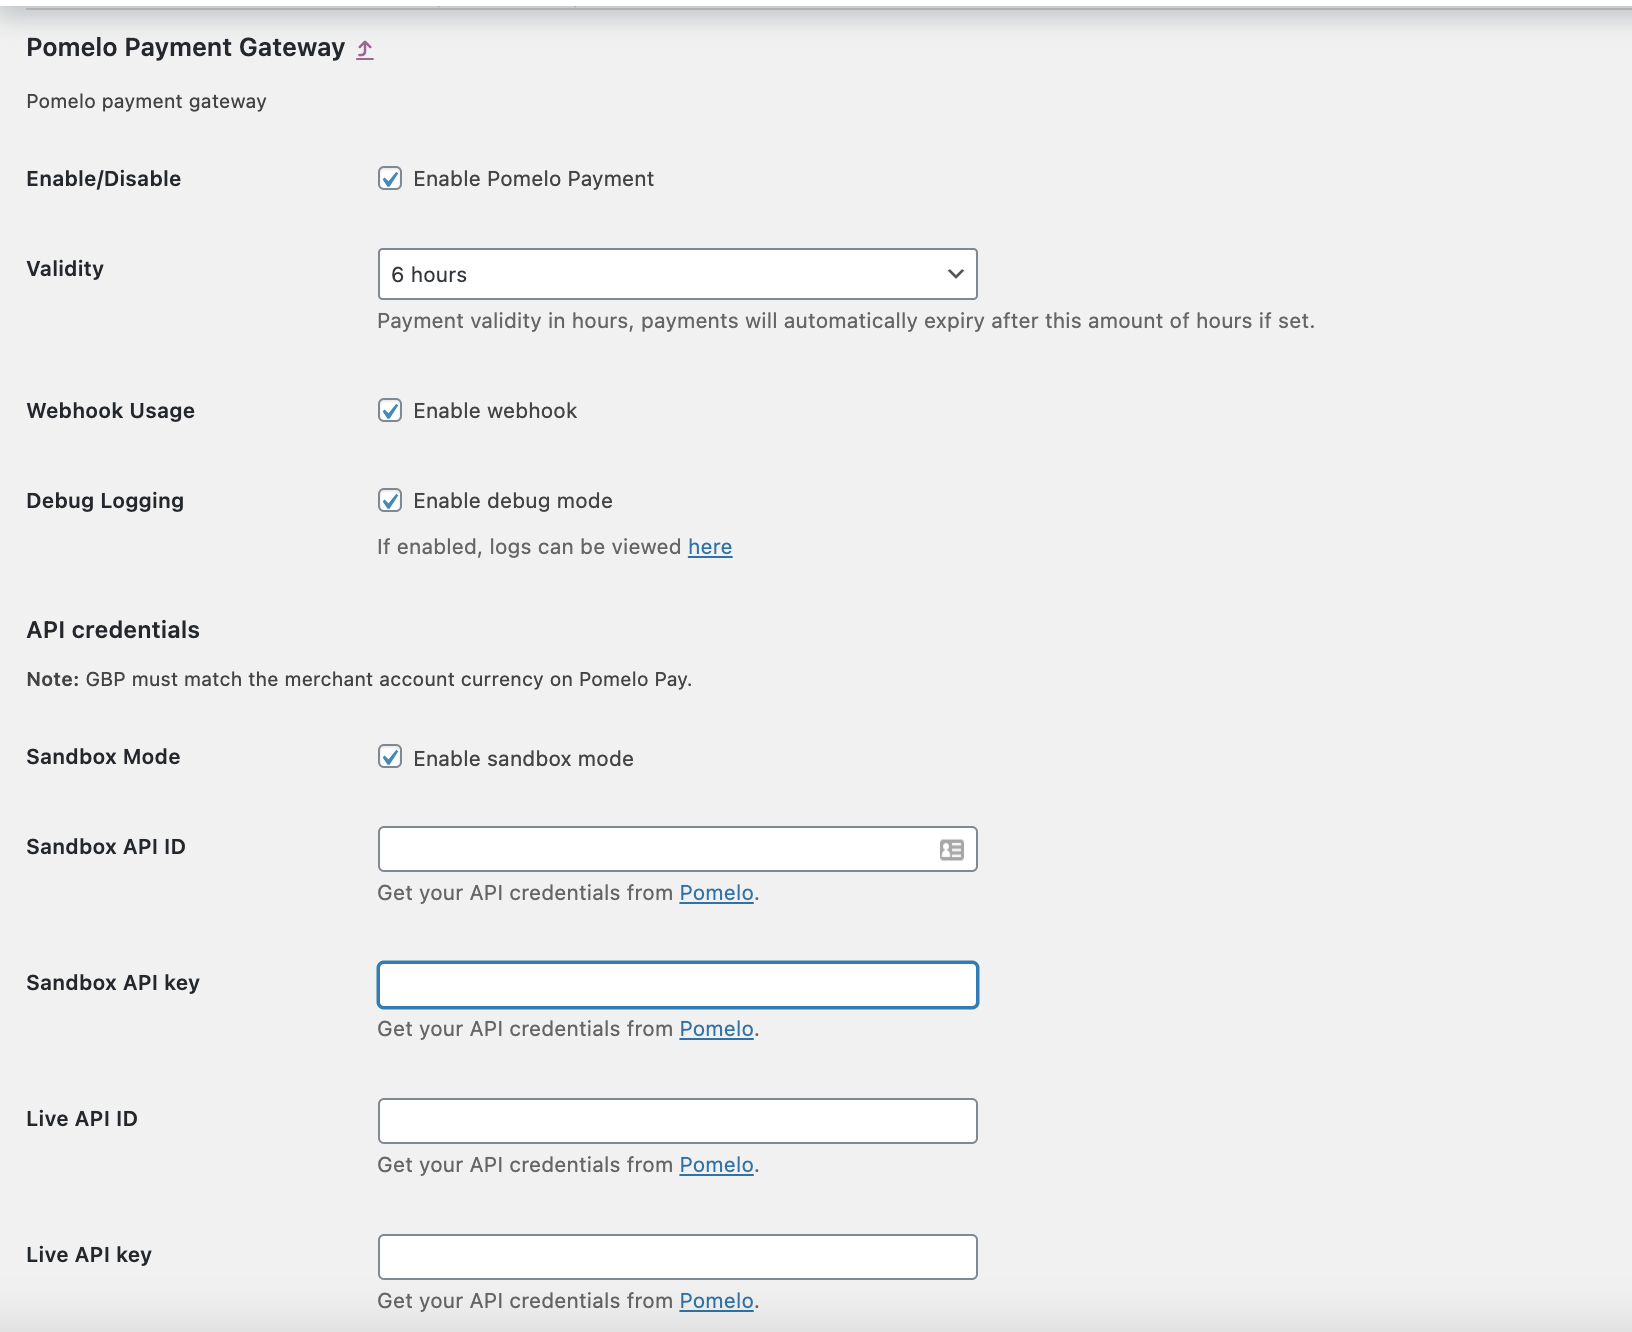 Pomelo Payment Gateway
Pomelo payment gateway
Enable/Disable
Enable Pomelo Payment
Validity
6 hours
Payment validity in hours, payments will automatically expiry after this amount of hours if set.
Webhook Usage
Enable webhook
Debug Logging
Enable debug mode
If enabled, logs can be viewed here
API credentials
Note: GBP must match the merchant account currency on Pomelo Pay.
Sandbox Mode
Enable sandbox mode
Sandbox API ID
Get your API credentials from Pomelo.
Sandbox API key
Get your API credentials from Pomelo.
Live API ID
Get your API credentials from Pomelo.
Live API key
Get your API credentials from Pomelo.